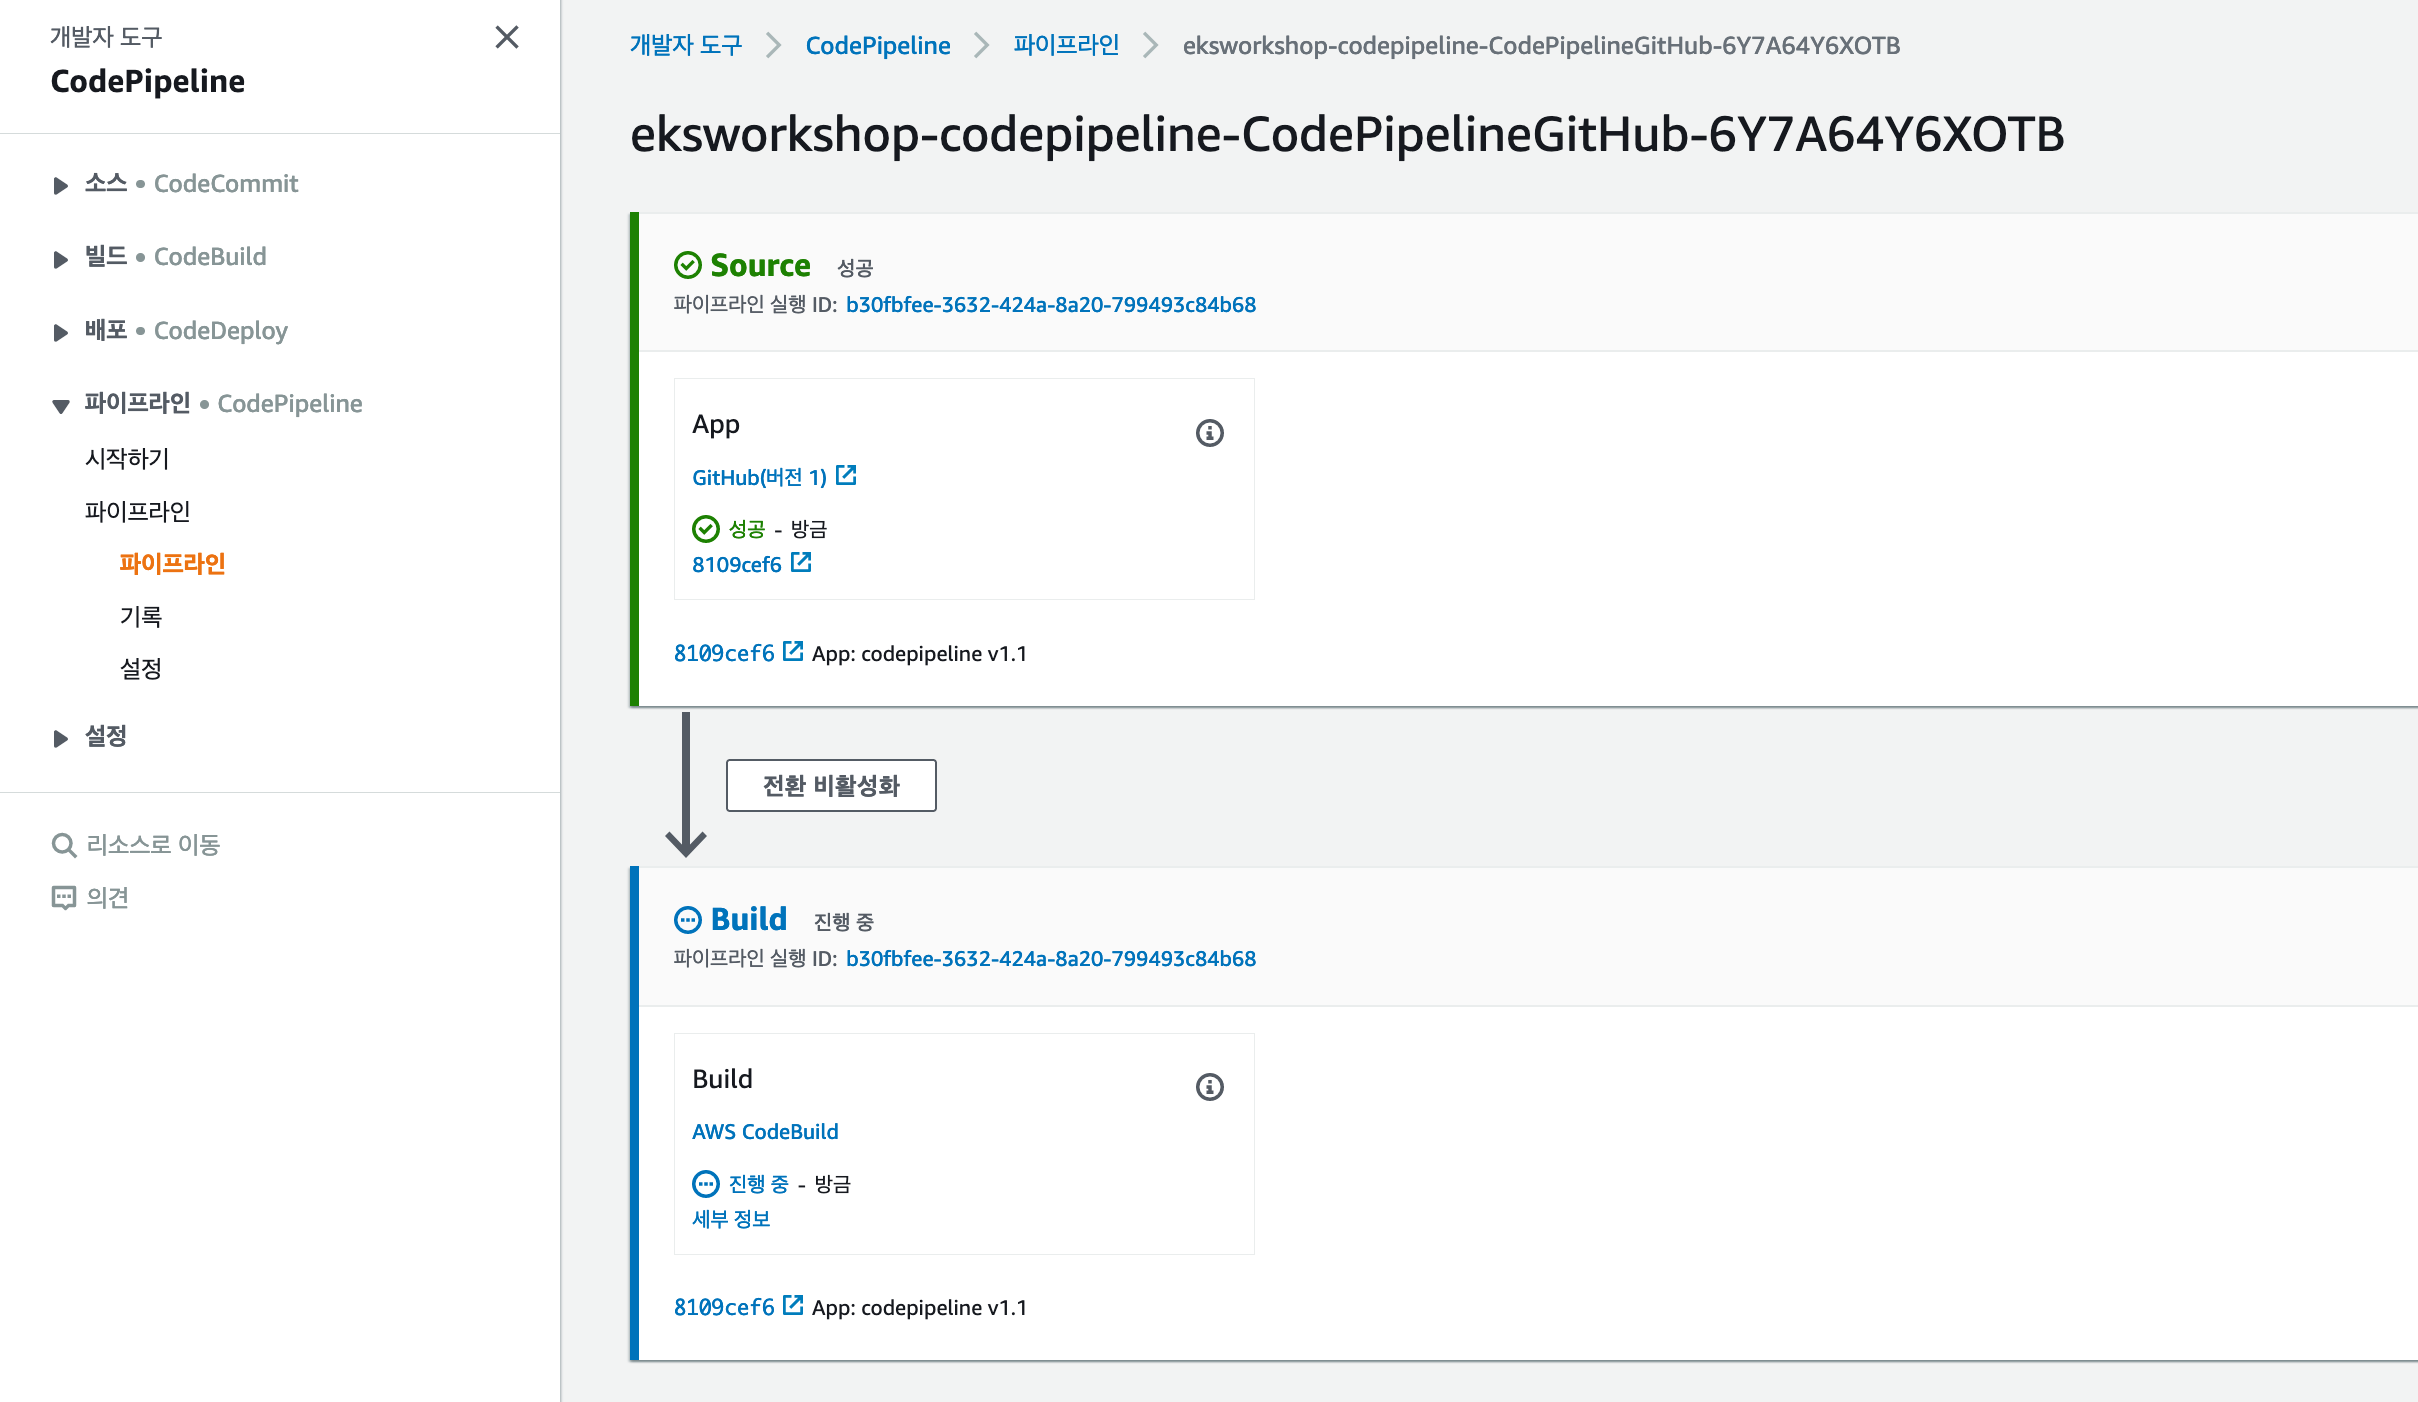 개발자 도구
CodePipeline
소스 • CodeCommit
빌드 • CodeBuild
배포 • CodeDeploy
파이프라인 • CodePipeline
시작하기
파이프라인
파이프라인
기록
설정
설정
리소스로 이동
의견
개발자 도구 > CodePipeline > 파이프라인 > eksworkshop-codepipeline-CodePipelineGitHub-6Y7A64Y6XOTB
eksworkshop-codepipeline-CodePipelineGitHub-6Y7A64Y6XOTB
Source 성공
파이프라인 실행 ID: b30fbfee-3632-424a-8a20-799493c84b68
App
GitHub(버전 1)
성공 - 방금
8109cef6
8109cef6 App: codepipeline v1.1
전환 비활성화
Build 진행 중
파이프라인 실행 ID: b30fbfee-3632-424a-8a20-799493c84b68
Build
AWS CodeBuild
진행 중 - 방금
세부 정보
8109cef6 App: codepipeline v1.1